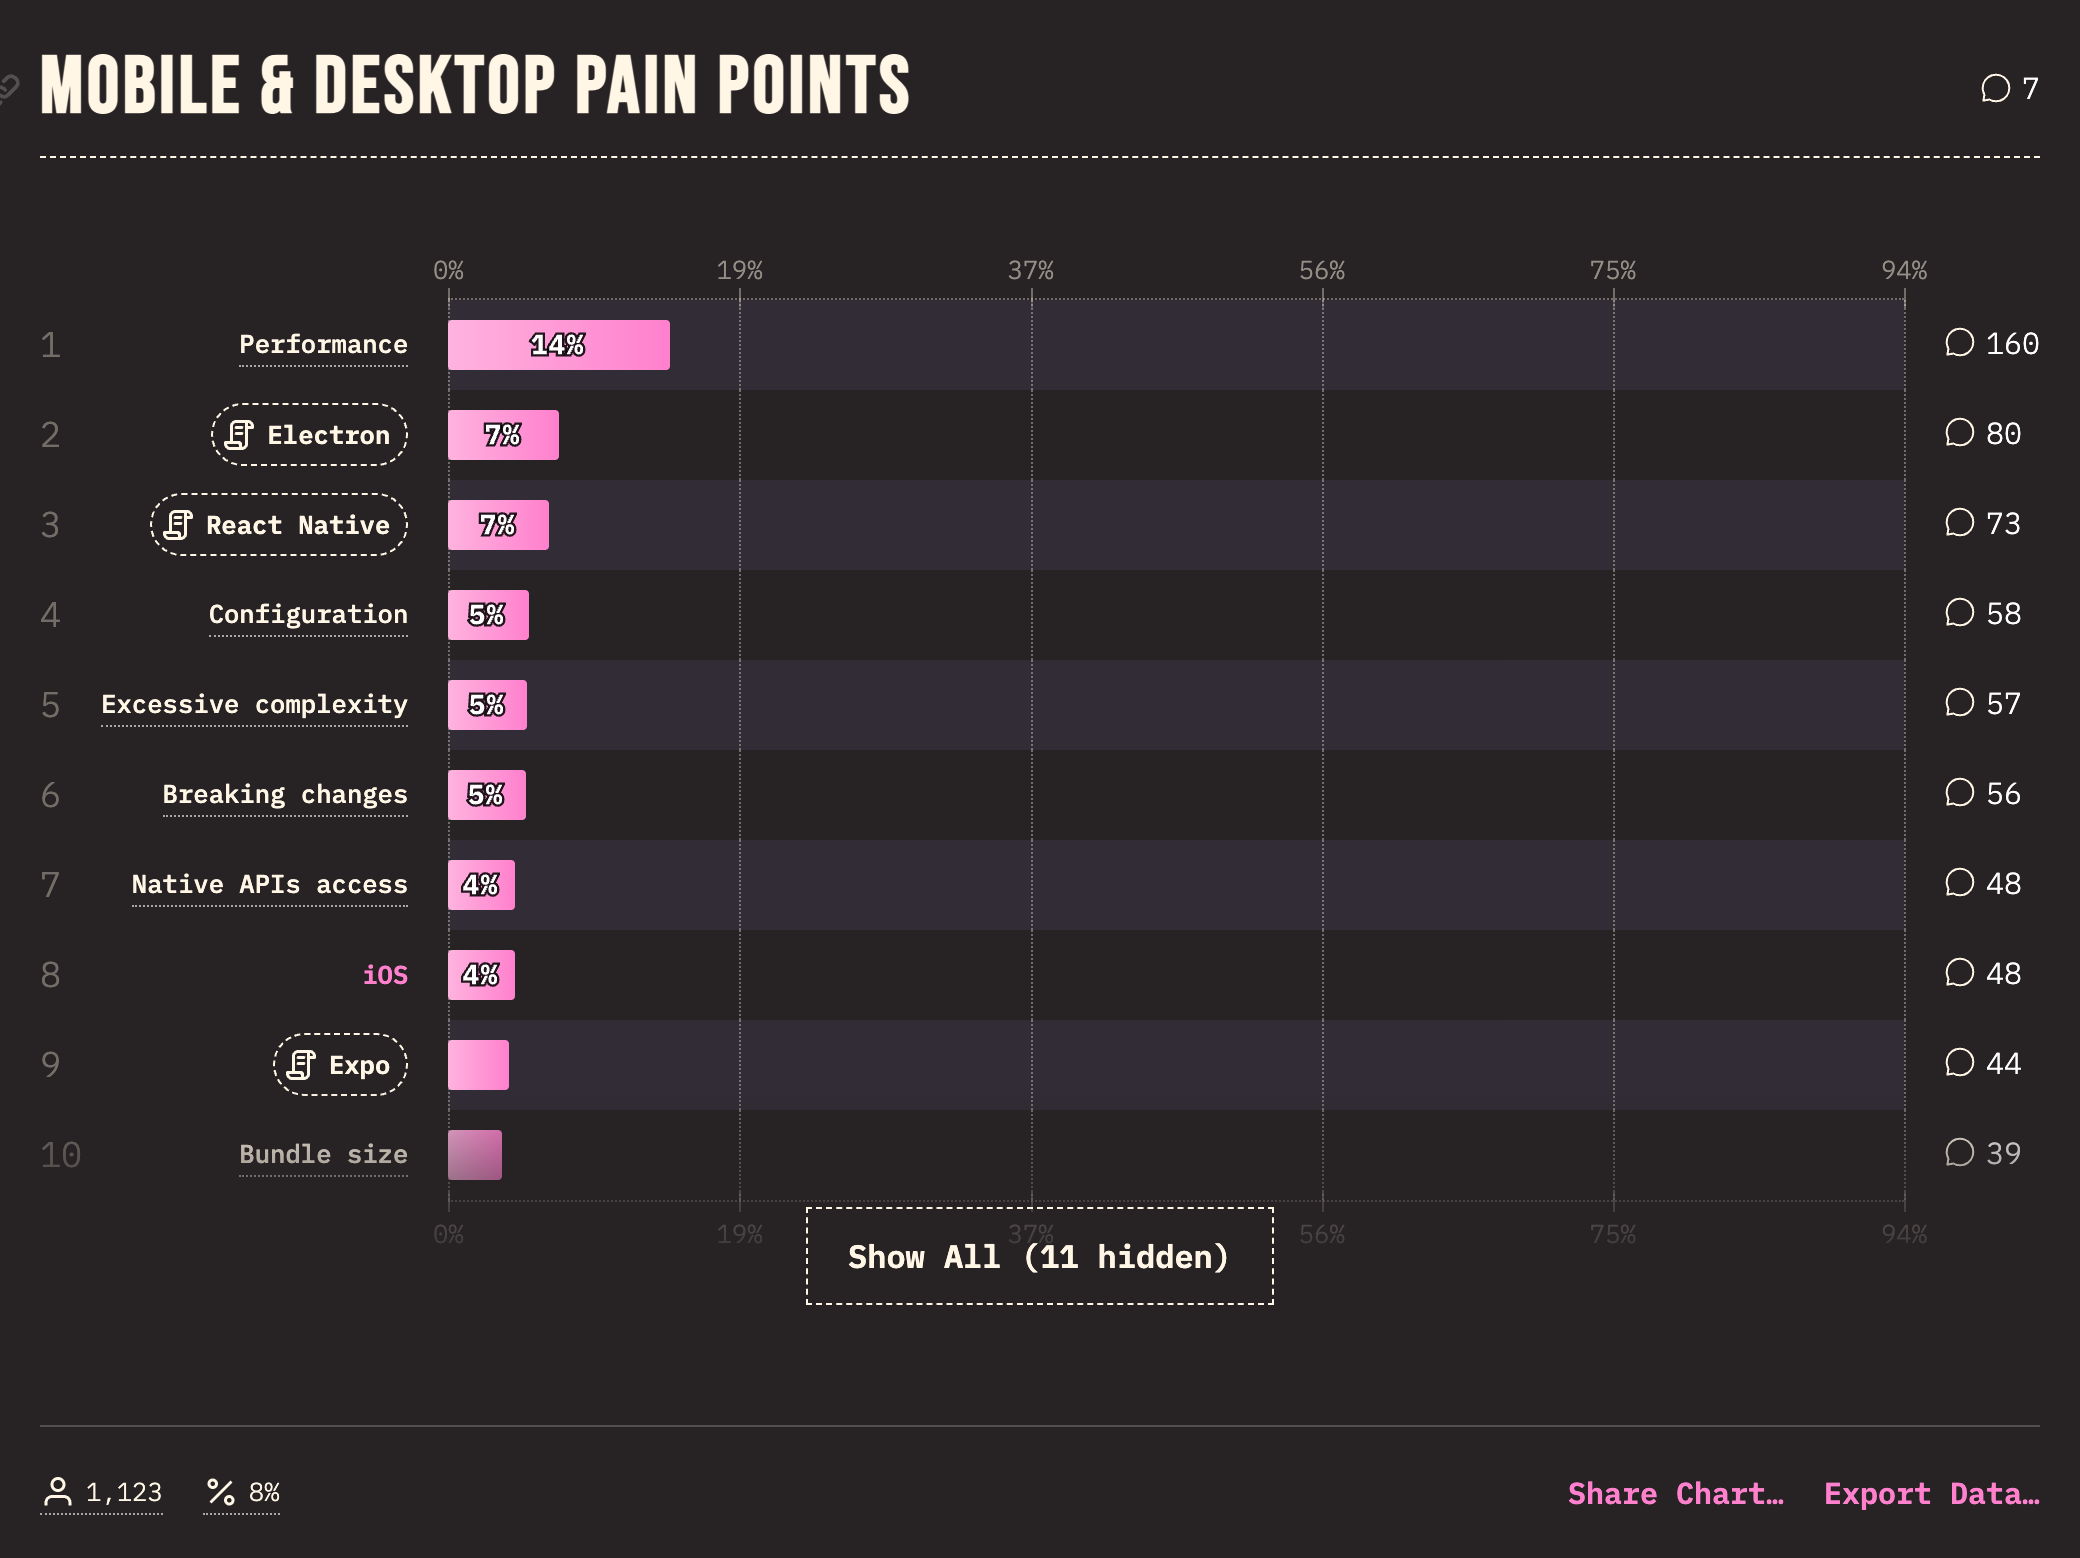 MOBILE & DESKTOP PAIN POINTS
7
0% 19% 37% 56% 75% 94%
1 Performance 14% 160
2 Electron 7% 80
3 React Native 7% 73
4 Configuration 5% 58
5 Excessive complexity 5% 57
6 Breaking changes 5% 56
7 Native APIs access 4% 48
8 iOS 4% 48
9 Expo 44
10 Bundle size 39
0% 19% 37% 56% 75% 94%
Show All (11 hidden)
1,123 8% Share Chart… Export Data…